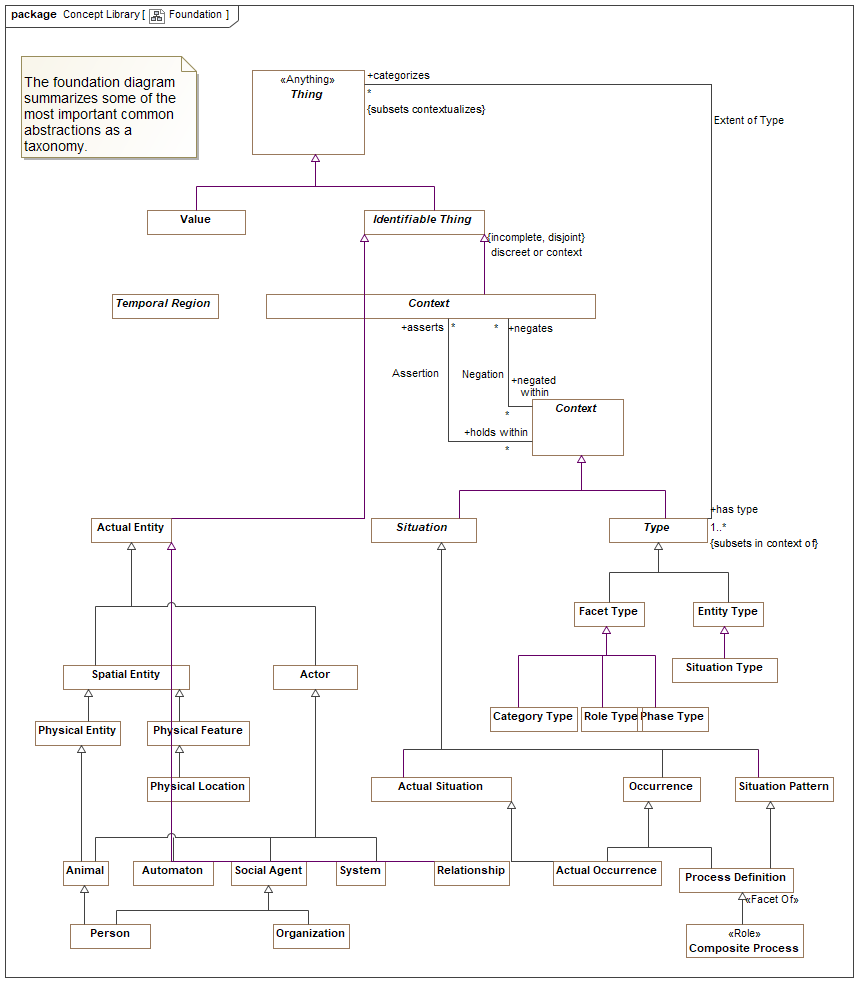 package Concept Library [ Foundation ]
The foundation diagram
summarizes some of the
most important common
abstractions as a
taxonomy.
«Anything»
Thing
+categorizes
*
{subsets contextualizes}
Extent of Type
Value
Identifiable Thing
{incomplete, disjoint}
discreet or context
Temporal Region
Context
+asserts
*
*
+negates
Assertion
Negation
+negated
within
*
Context
+holds within
*
+has type
1..*
{subsets in context of}
Actual Entity
Situation
Type
Facet Type
Entity Type
Situation Type
Spatial Entity
Actor
Category Type
Role Type
Phase Type
Physical Entity
Physical Feature
Physical Location
Actual Situation
Occurrence
Situation Pattern
Animal
Automaton
Social Agent
System
Relationship
Actual Occurrence
Process Definition
«Facet Of»
Person
Organization
«Role»
Composite Process